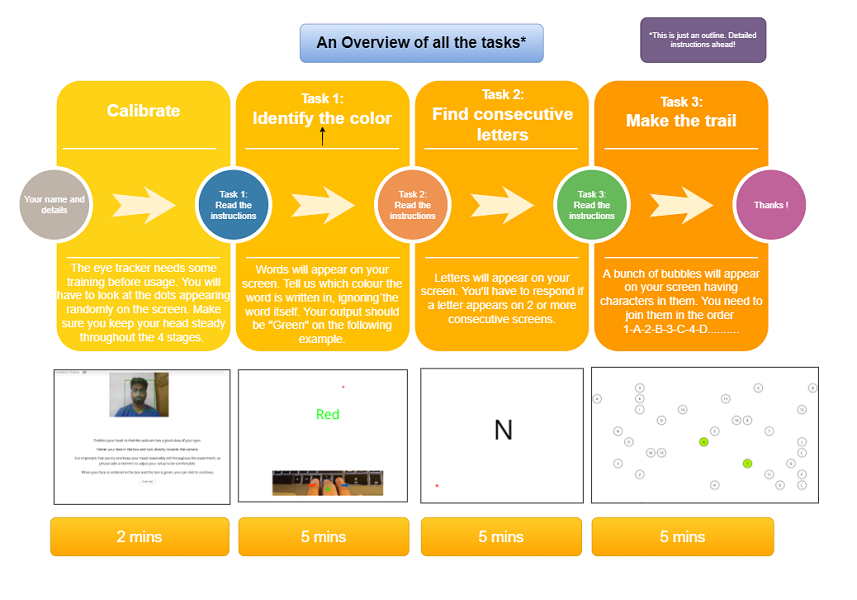 An Overview of all the tasks*
*This is just an outline. Detailed
instructions ahead!
Calibrate
Task 1:
Identify the color
Task 2:
Find consecutive
letters
Task 3:
Make the trail
Your name and
details
Task 1:
Read the
instructions
Task 2:
Read the
instructions
Task 3:
Read the
instructions
Thanks !
The eye tracker needs some
training before usage. You will
have to look at the dots appearing
randomly on the screen. Make
sure you keep your head steady
throughout the 4 stages.
Words will appear on your
screen. Tell us which colour the
word is written in, ignoring the
word itself. Your output should
be "Green" on the following
example.
Letters will appear on your
screen. You'll have to respond if
a letter appears on 2 or more
consecutive screens.
A bunch of bubbles will appear
on your screen having
characters in them. You need to
join them in the order
1-A-2-B-3-C-4-D..........
Red
N
2 mins
5 mins
5 mins
5 mins